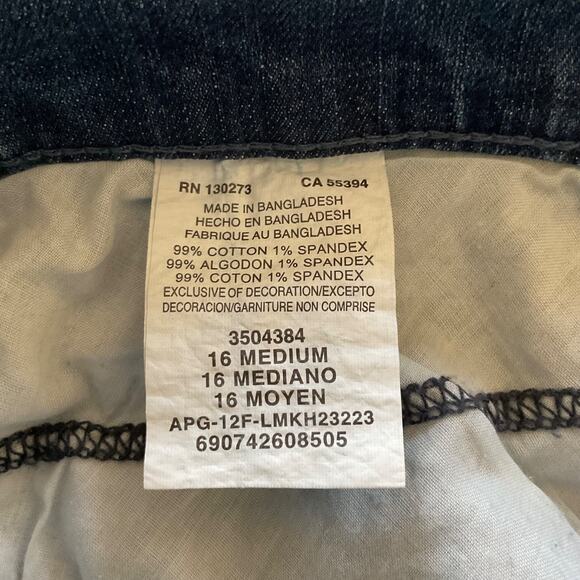 RN 130273 CA 55394
MADE IN BANGLADESH
HECHO EN BANGLADESH
FABRIQUE AU BANGLADESH
99% COTTON 1% SPANDEX
99% ALGODON 1% SPANDEX
99% COTON 1% SPANDEX
EXCLUSIVE OF DECORATION/EXCEPTO
DECORACION/GARNITURE NON COMPRISE
3504384
16 MEDIUM
16 MEDIANO
16 MOYEN
APG-12F-LMKH23223
690742608505